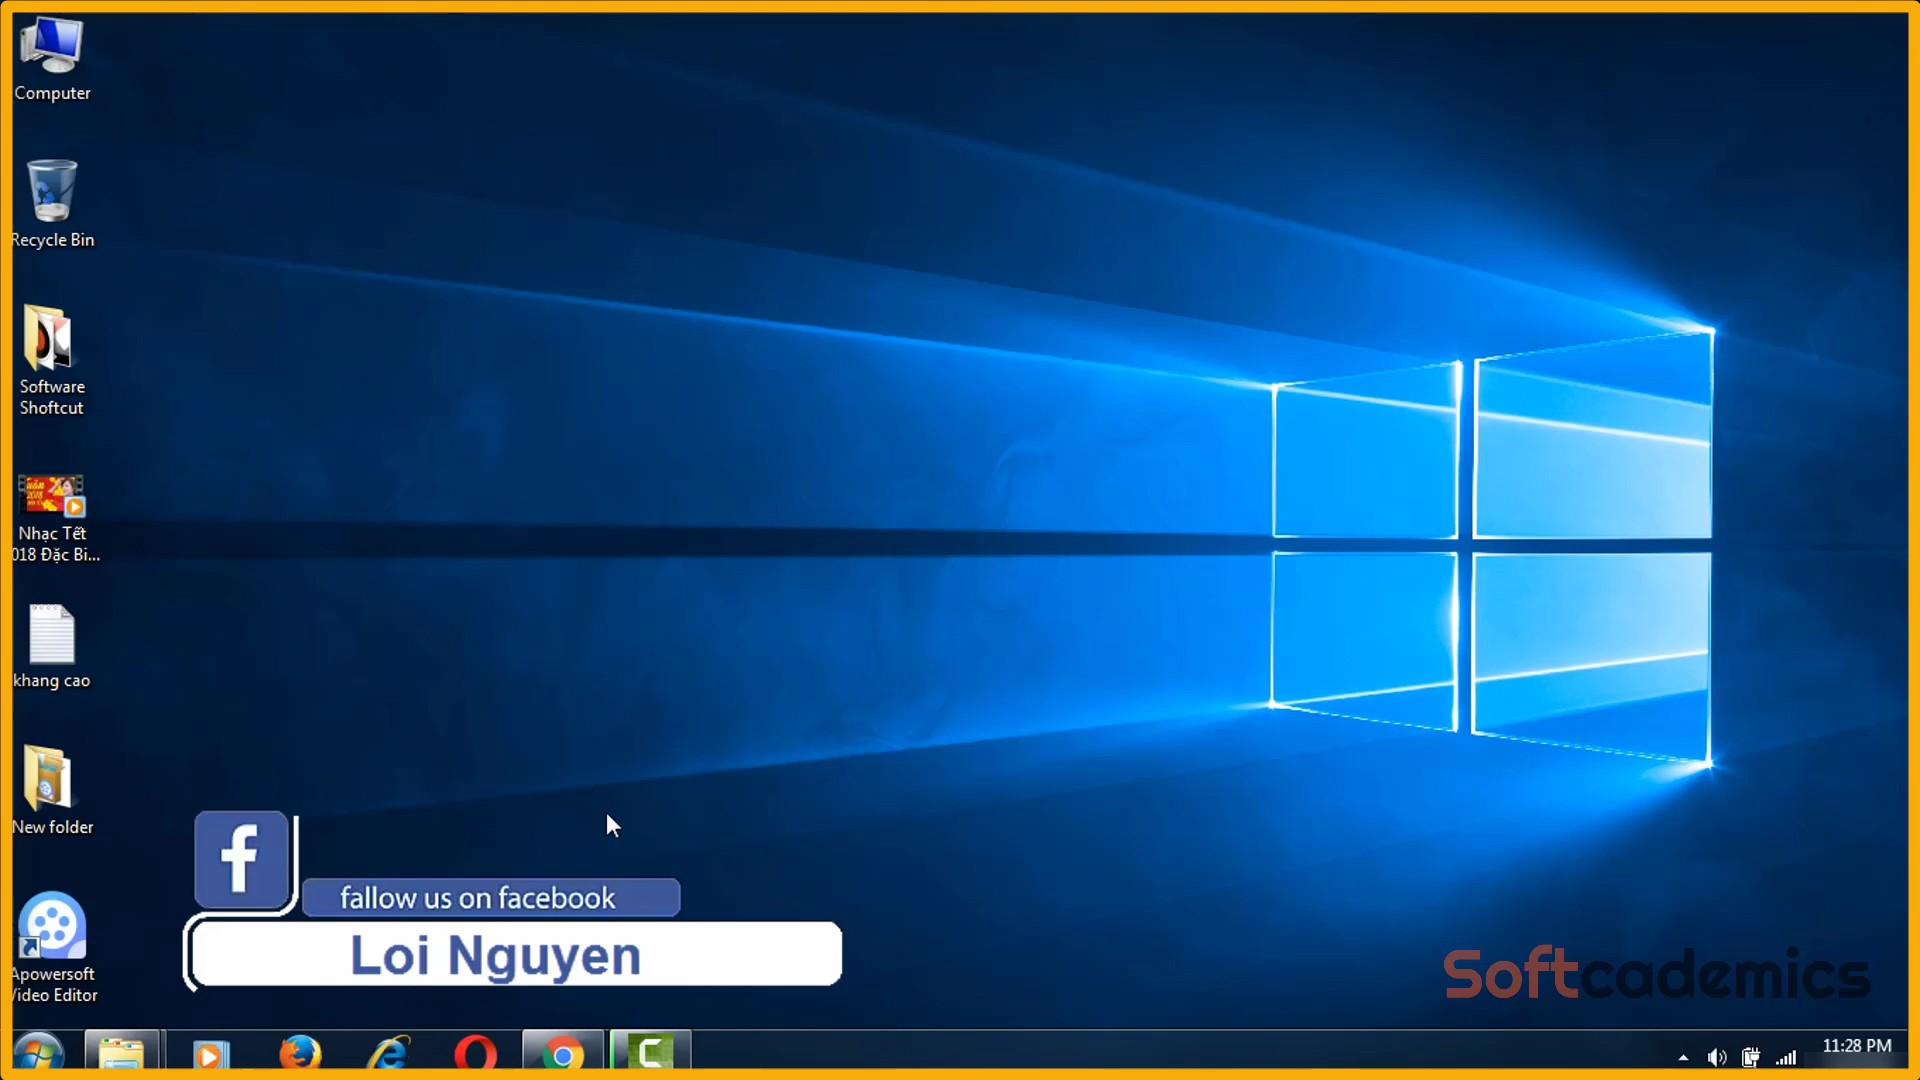 Computer
Recycle Bin
Software
Shoftcut
Nhạc Tết
018 Đặc Bi...
khang cao
New folder
Apowersoft
Video Editor
fallow us on facebook
Loi Nguyen
Softcademics
11:28 PM